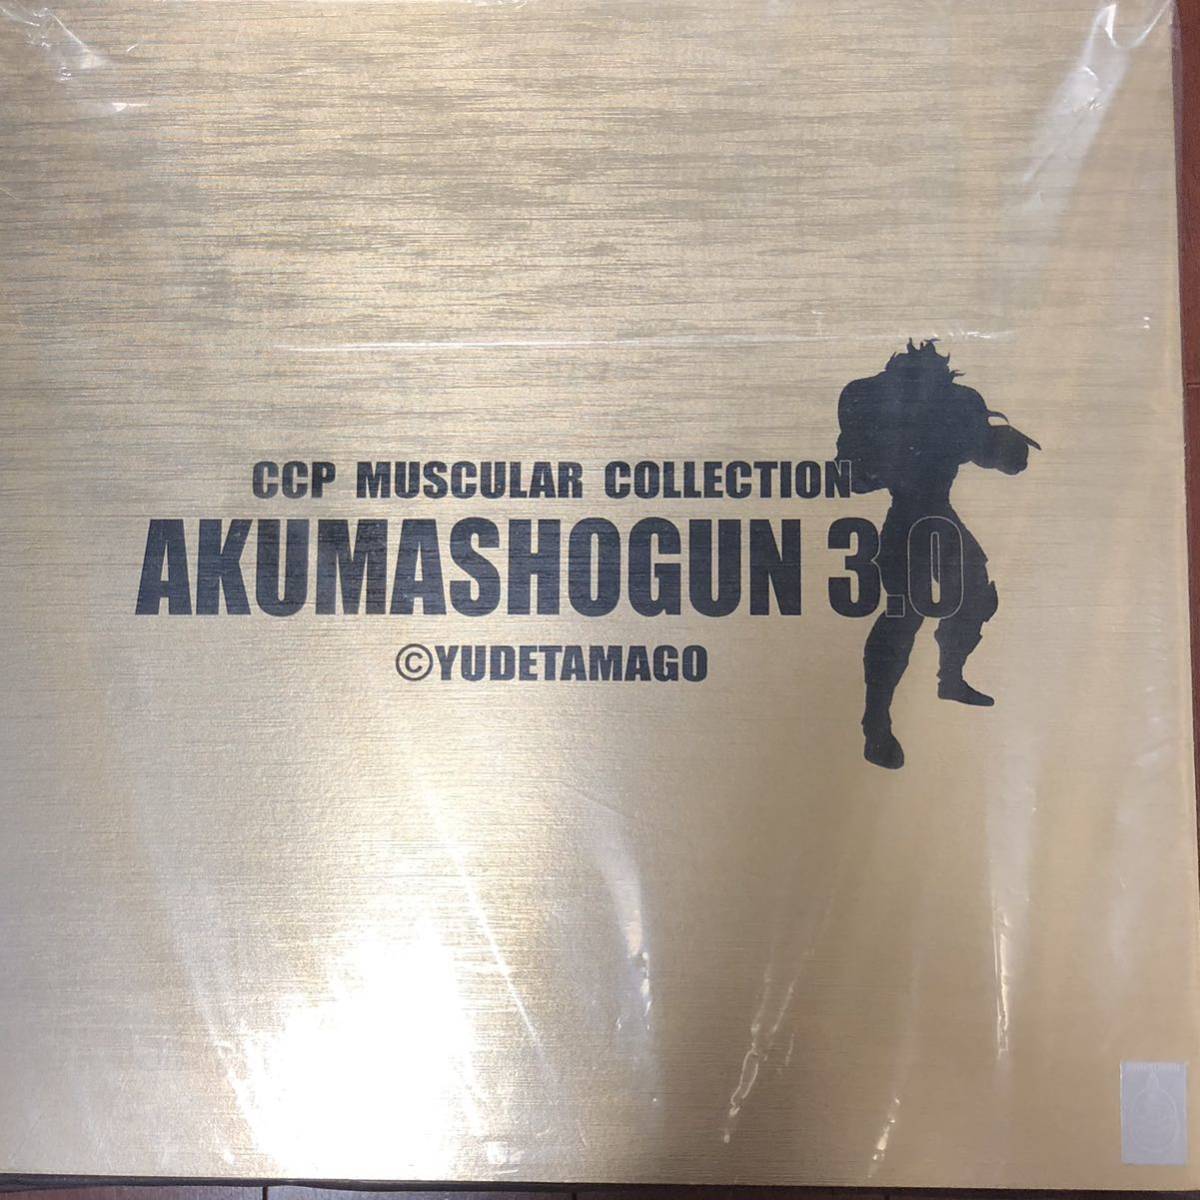 CCP MUSCULAR COLLECTION
AKUMASHOGUN 3.0
©YUDETAMAGO